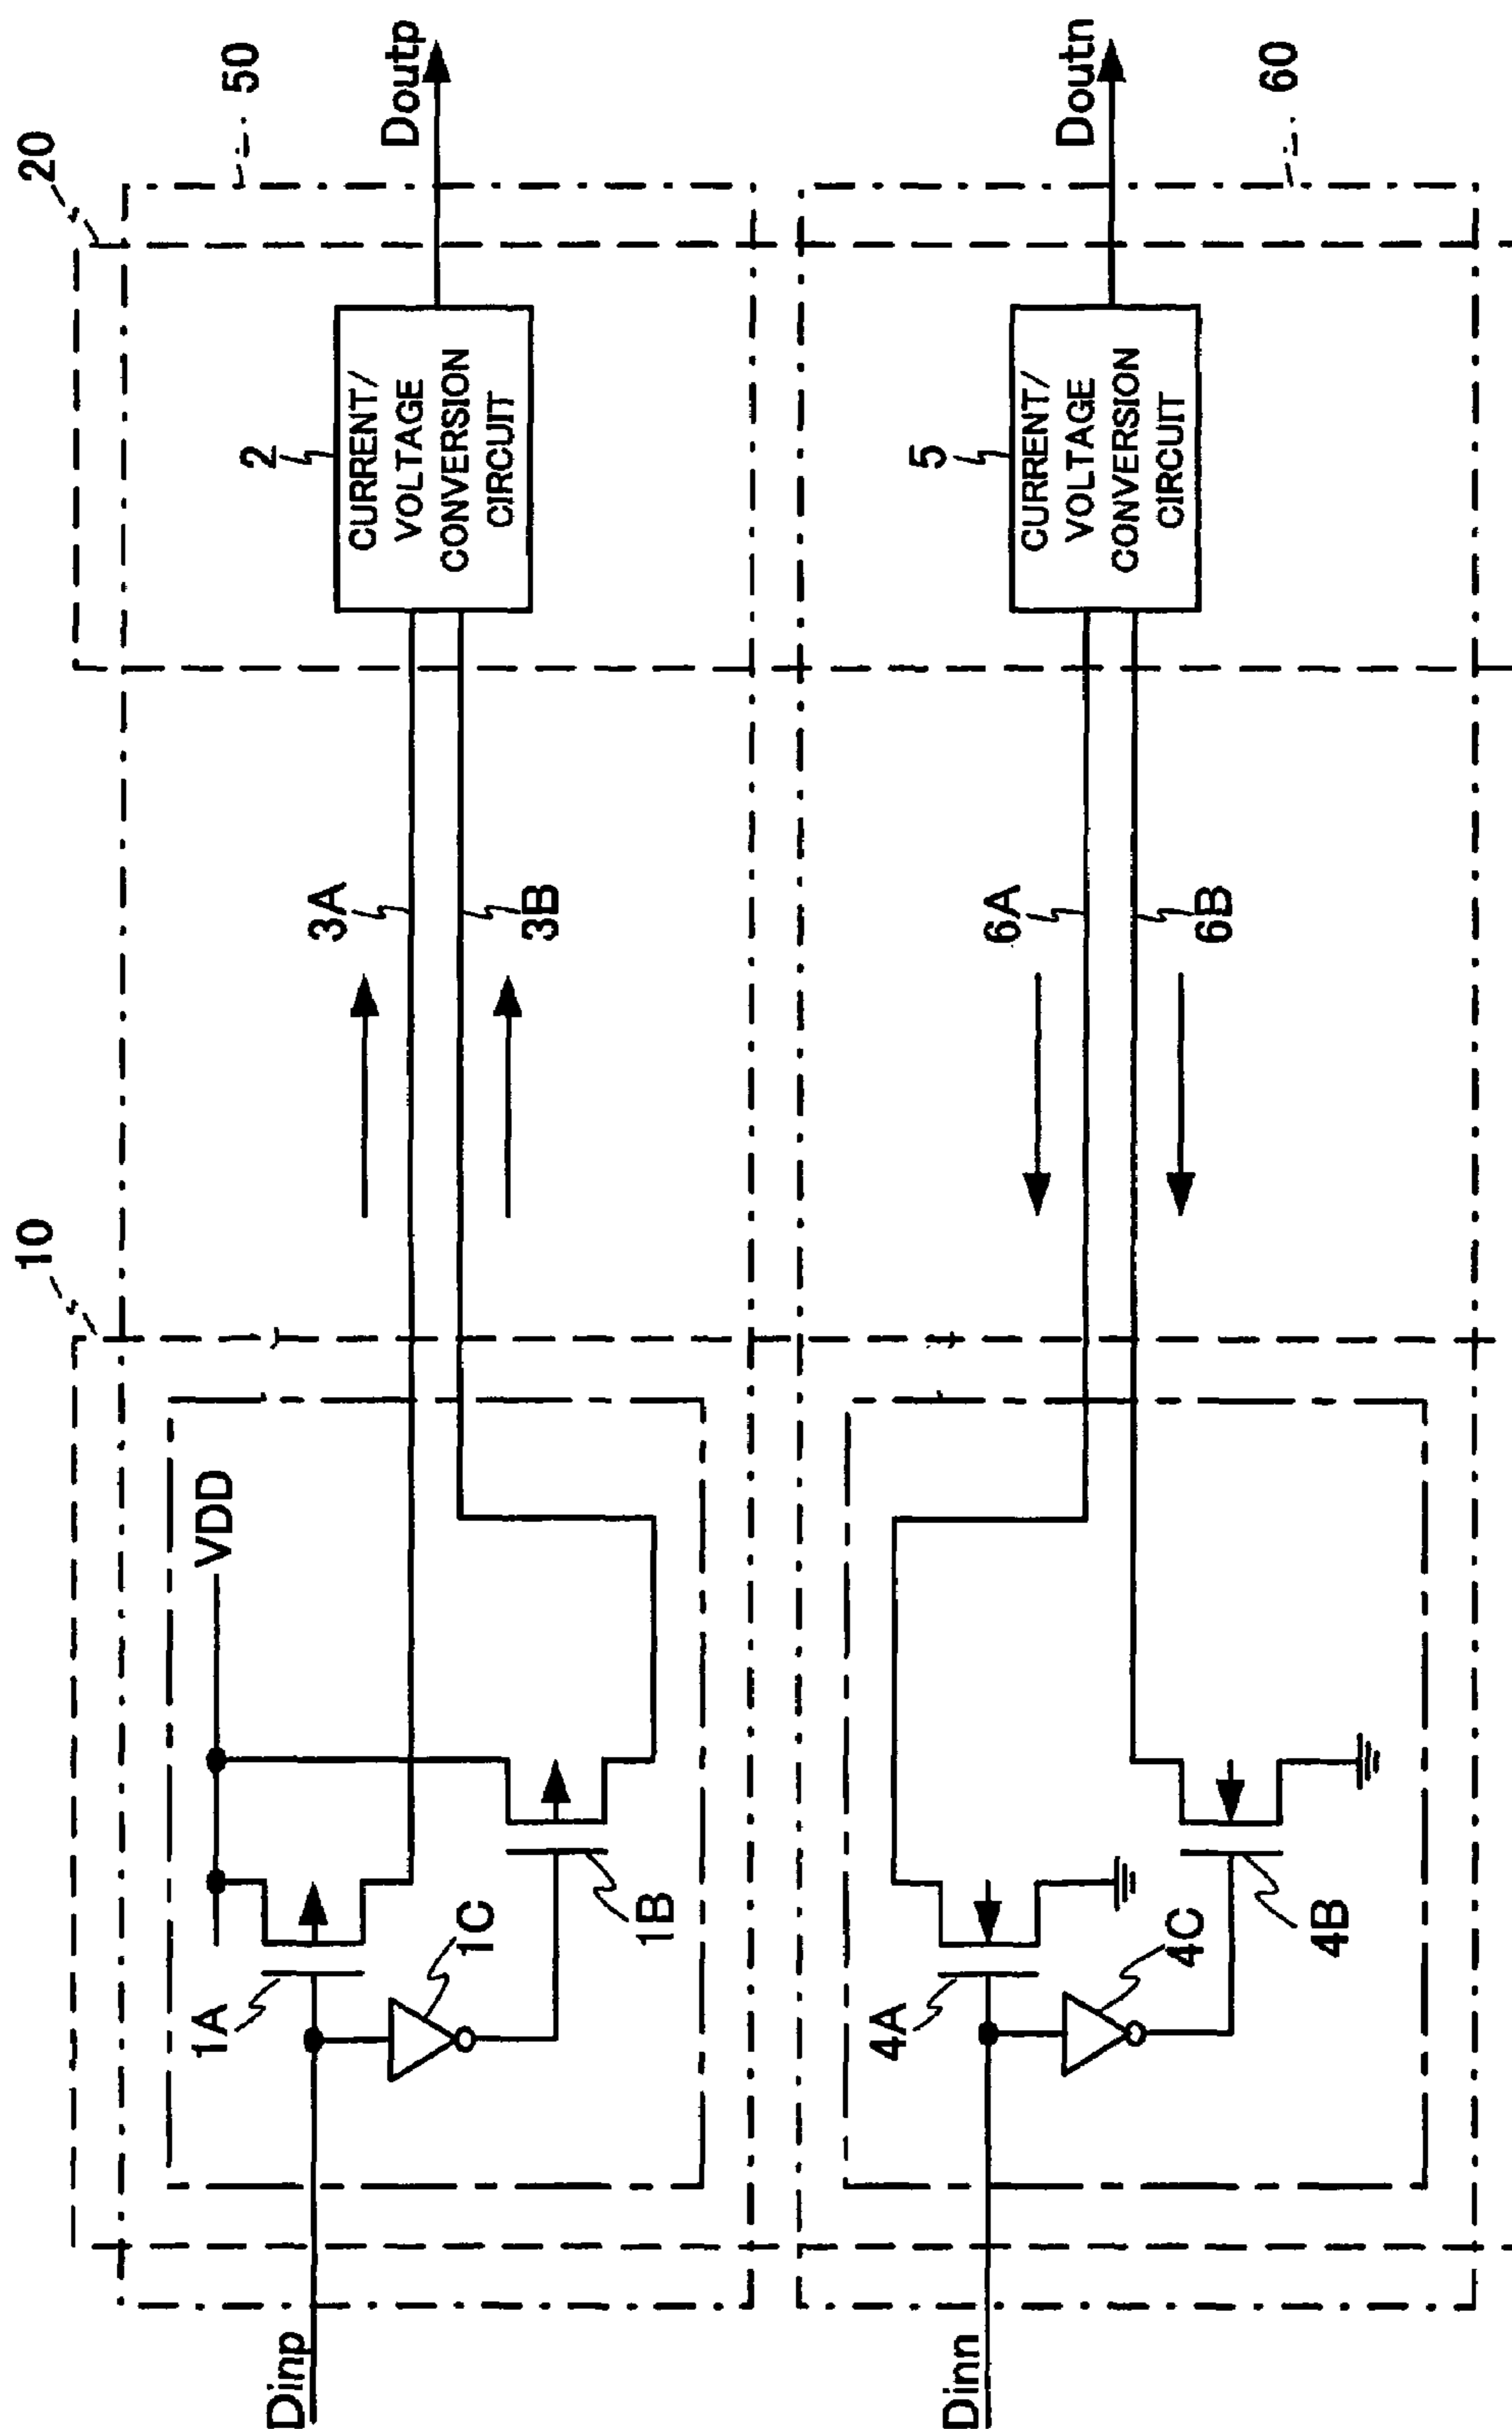 20
50
Doutp
2
CURRENT/
VOLTAGE
CONVERSION
CIRCUIT
3A
3B
10
VDD
1A
1C
1B
Dinp
60
Doutn
5
CURRENT/
VOLTAGE
CONVERSION
CIRCUIT
6A
6B
4A
4C
4B
Dinn